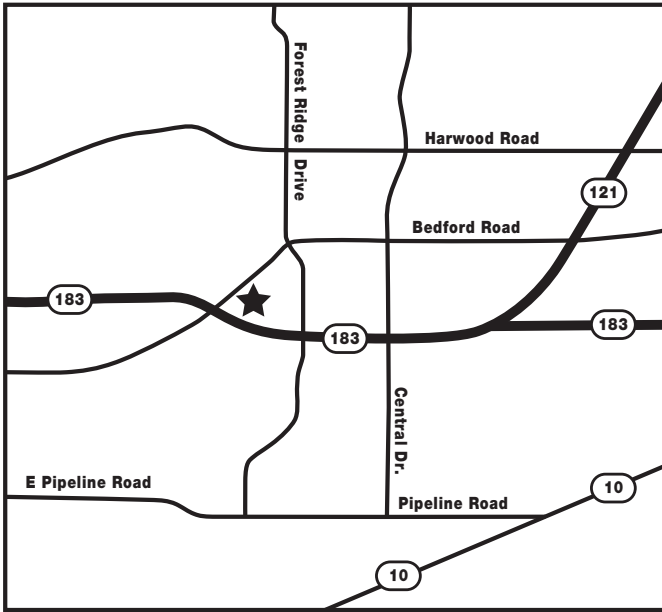 Forest Ridge Drive
Harwood Road
121
Bedford Road
183
183
183
Central Dr.
E Pipeline Road
10
Pipeline Road
10